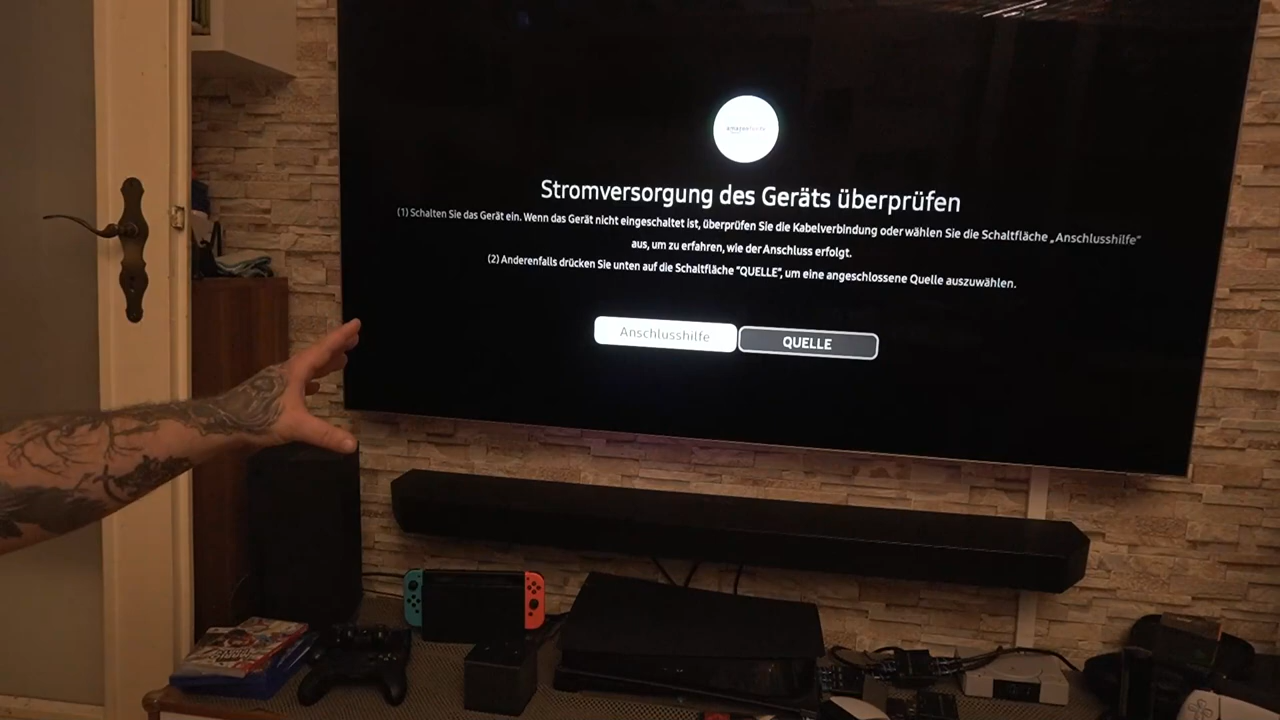 Stromversorgung des Geräts überprüfen
(1) Schalten Sie das Gerät ein. Wenn das Gerät nicht eingeschaltet ist, überprüfen Sie die Kabelverbindung oder wählen Sie die Schaltfläche „Anschlusshilfe"
aus, um zu erfahren, wie der Anschluss erfolgt.
(2) Anderenfalls drücken Sie unten auf die Schaltfläche "QUELLE", um eine angeschlossene Quelle auszuwählen.
Anschlusshilfe
QUELLE